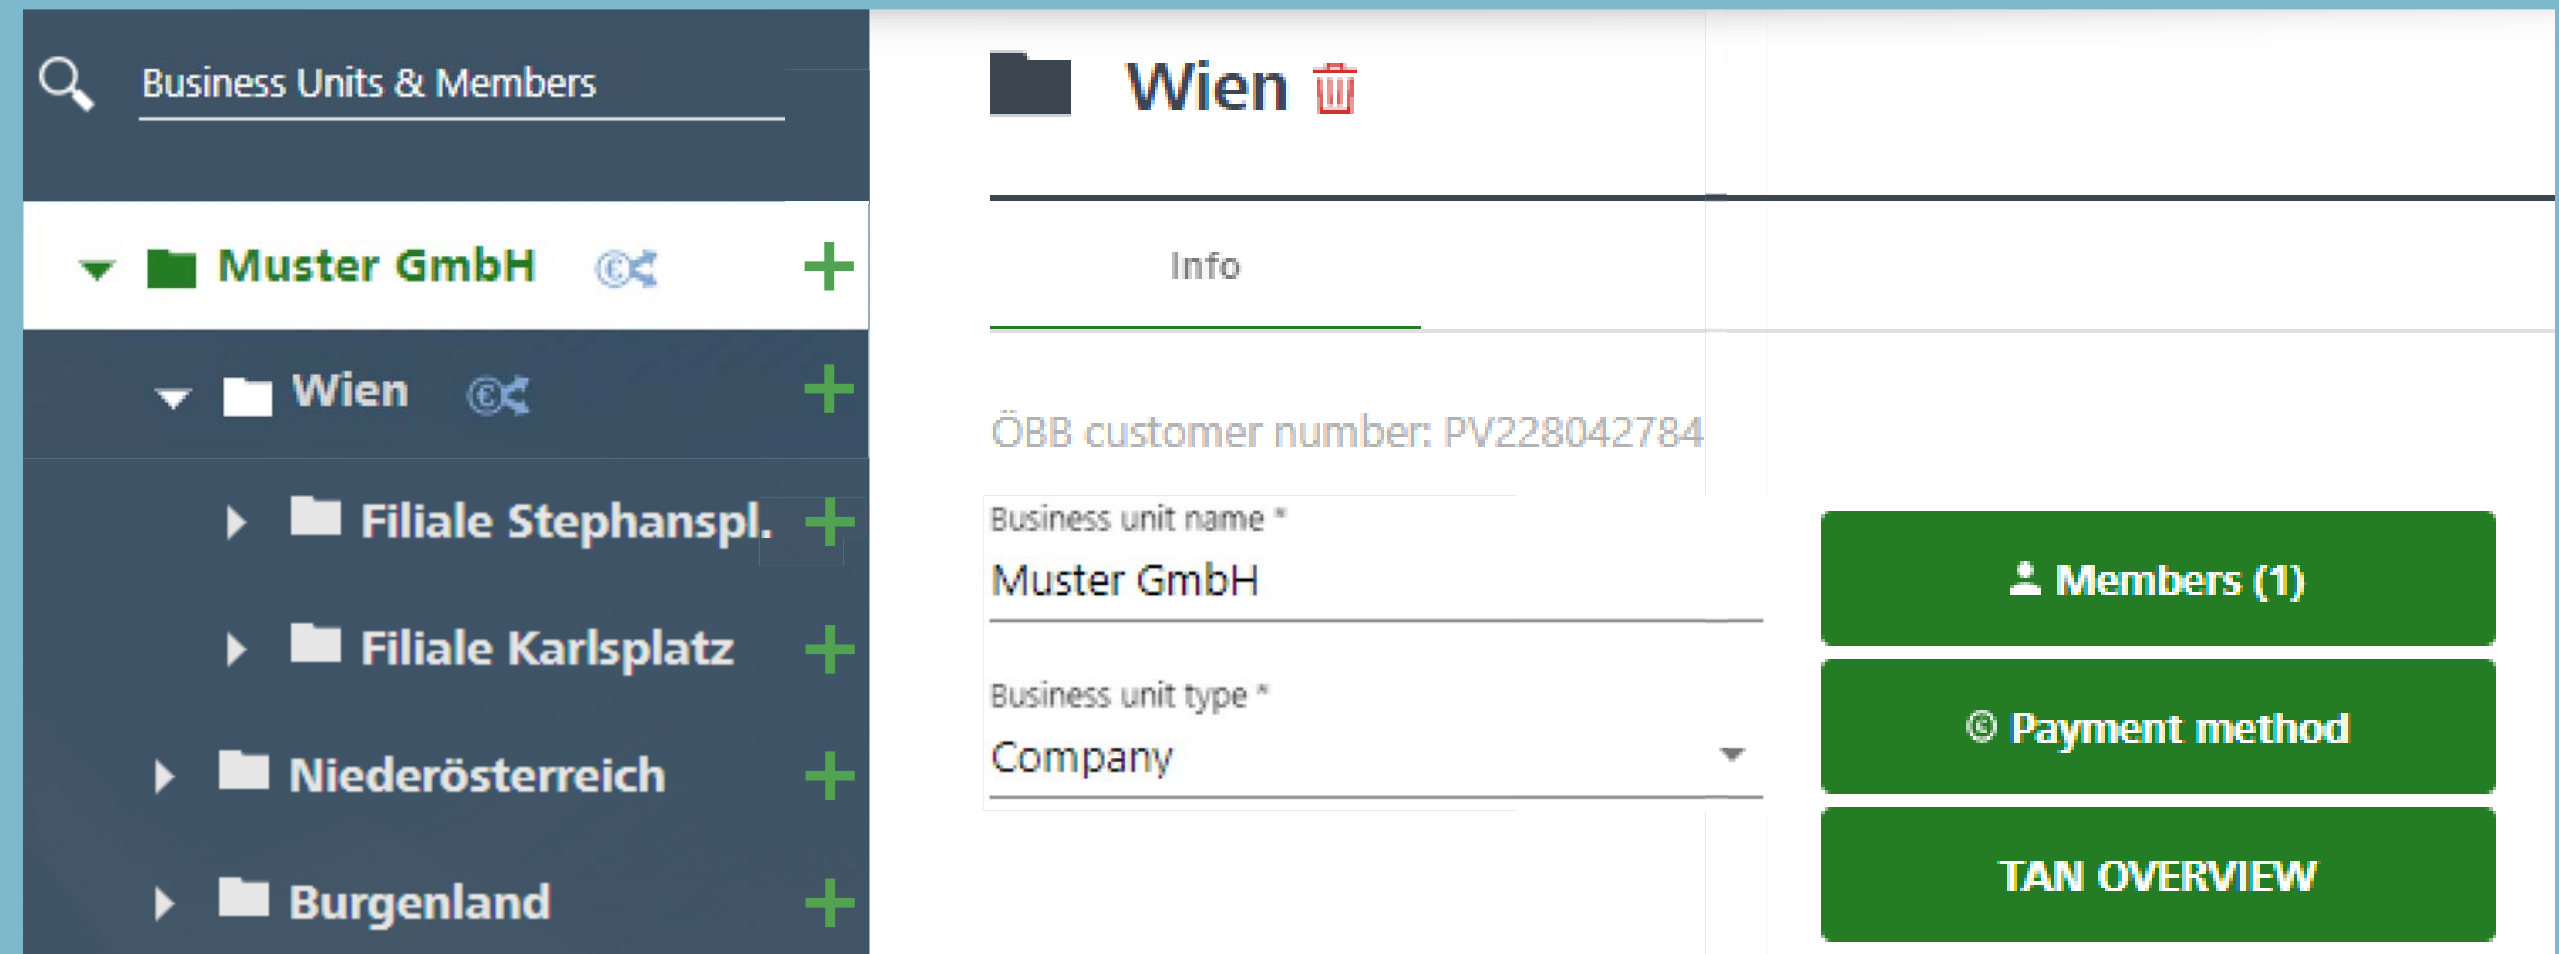 Business Units & Members
Muster GmbH
Wien
Filiale Stephanspl.
Filiale Karlsplatz
Niederösterreich
Burgenland
Wien
Info
ÖBB customer number: PV228042784
Business unit name *
Muster GmbH
Business unit type *
Company
Members (1)
Payment method
TAN OVERVIEW